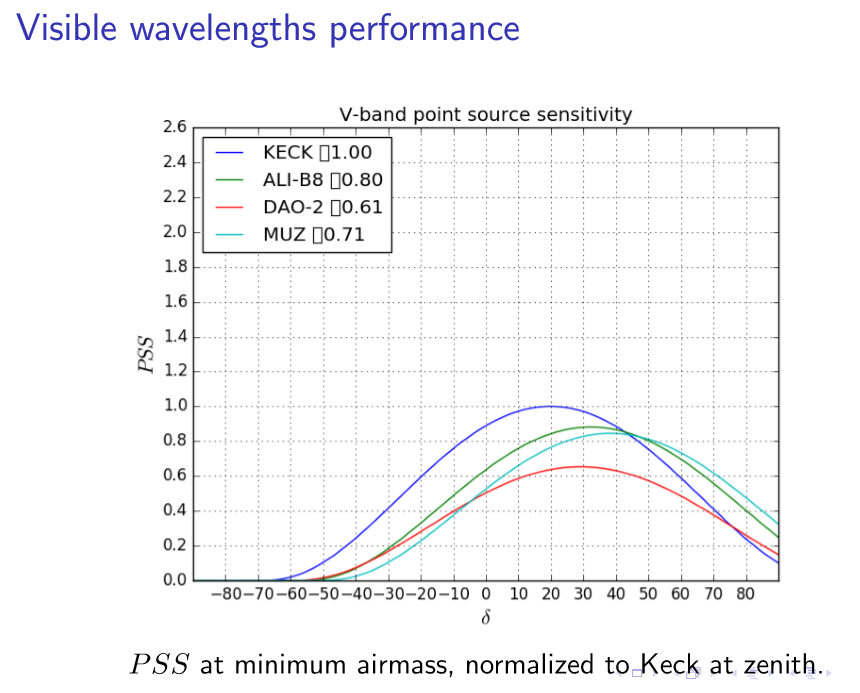 Visible wavelengths performance
V-band point source sensitivity
KECK ▯1.00
ALI-B8 ▯0.80
DAO-2 ▯0.61
MUZ ▯0.71
2.6
2.4
2.2
2.0
1.8
1.6
1.4
1.2
1.0
0.8
0.6
0.4
0.2
0.0
PSS
−80 −70 −60 −50 −40 −30 −20 −10 0 10 20 30 40 50 60 70 80
δ
PSS at minimum airmass, normalized to Keck at zenith.